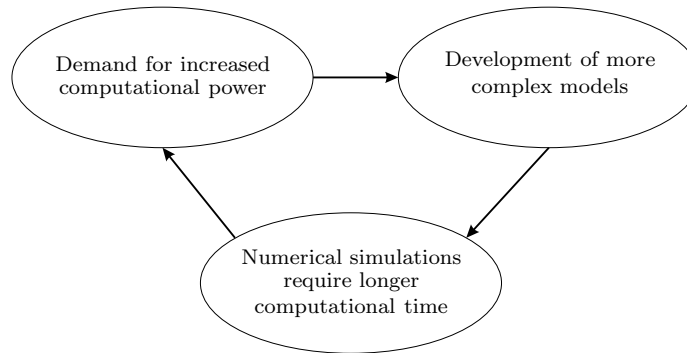 Demand for increased
computational power
Development of more
complex models
Numerical simulations
require longer
computational time